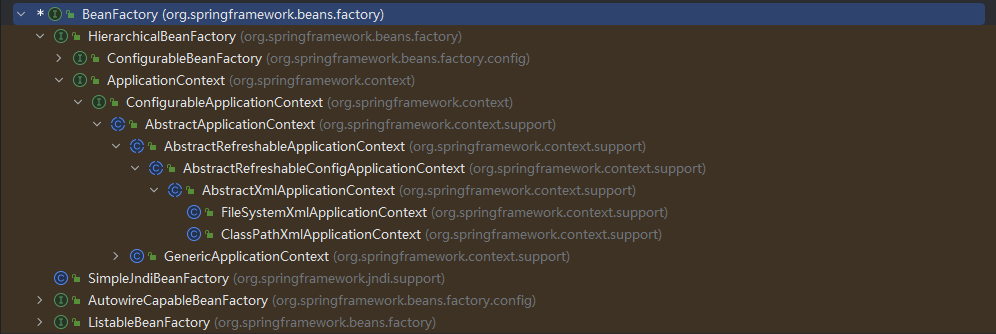 * I BeanFactory (org.springframework.beans.factory)
I HierarchicalBeanFactory (org.springframework.beans.factory)
I ConfigurableBeanFactory (org.springframework.beans.factory.config)
I ApplicationContext (org.springframework.context)
I ConfigurableApplicationContext (org.springframework.context)
C AbstractApplicationContext (org.springframework.context.support)
C AbstractRefreshableApplicationContext (org.springframework.context.support)
C AbstractRefreshableConfigApplicationContext (org.springframework.context.support)
C AbstractXmlApplicationContext (org.springframework.context.support)
C FileSystemXmlApplicationContext (org.springframework.context.support)
C ClassPathXmlApplicationContext (org.springframework.context.support)
C GenericApplicationContext (org.springframework.context.support)
C SimpleJndiBeanFactory (org.springframework.jndi.support)
I AutowireCapableBeanFactory (org.springframework.beans.factory.config)
I ListableBeanFactory (org.springframework.beans.factory)